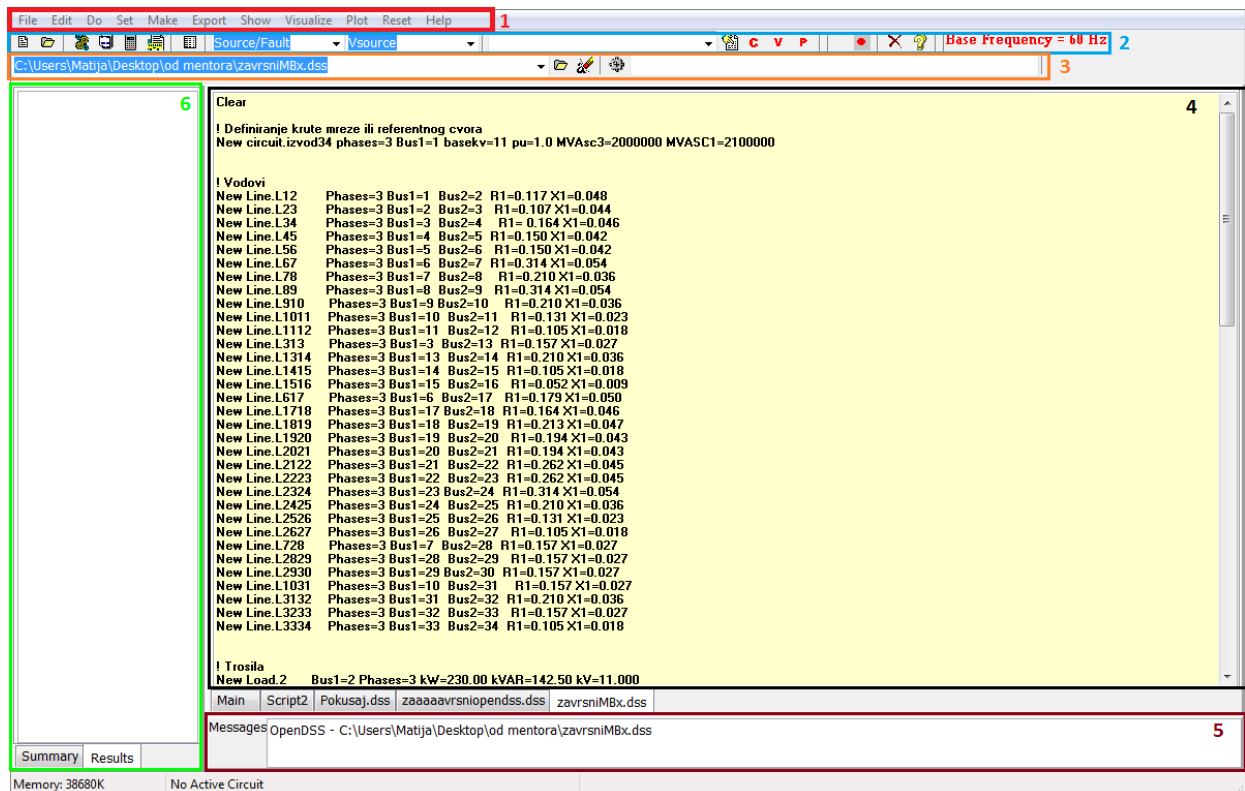 File Edit Do Set Make Export Show Visualize Plot Reset Help 1
Source/Fault Vsource C V P Base Frequency = 60 Hz 2
C:\Users\Matija\Desktop\od mentora\zavrsniMBx.dss 3
6
4
Clear
! Definiranje krute mreze ili referentnog cvora
New circuit.izvod34 phases=3 Bus1=1 basekv=11 pu=1.0 MVAsc3=2000000 MVASC1=2100000
! Vodovi
New Line.L12 Phases=3 Bus1=1 Bus2=2 R1=0.117 X1=0.048
New Line.L23 Phases=3 Bus1=2 Bus2=3 R1=0.107 X1=0.044
New Line.L34 Phases=3 Bus1=3 Bus2=4 R1= 0.164 X1=0.046
New Line.L45 Phases=3 Bus1=4 Bus2=5 R1=0.150 X1=0.042
New Line.L56 Phases=3 Bus1=5 Bus2=6 R1=0.150 X1=0.042
New Line.L67 Phases=3 Bus1=6 Bus2=7 R1=0.314 X1=0.054
New Line.L78 Phases=3 Bus1=7 Bus2=8 R1=0.210 X1=0.036
New Line.L89 Phases=3 Bus1=8 Bus2=9 R1=0.314 X1=0.054
New Line.L910 Phases=3 Bus1=9 Bus2=10 R1=0.210 X1=0.036
New Line.L1011 Phases=3 Bus1=10 Bus2=11 R1=0.131 X1=0.023
New Line.L1112 Phases=3 Bus1=11 Bus2=12 R1=0.105 X1=0.018
New Line.L313 Phases=3 Bus1=3 Bus2=13 R1=0.157 X1=0.027
New Line.L1314 Phases=3 Bus1=13 Bus2=14 R1=0.210 X1=0.036
New Line.L1415 Phases=3 Bus1=14 Bus2=15 R1=0.105 X1=0.018
New Line.L1516 Phases=3 Bus1=15 Bus2=16 R1=0.052 X1=0.009
New Line.L617 Phases=3 Bus1=6 Bus2=17 R1=0.179 X1=0.050
New Line.L1718 Phases=3 Bus1=17 Bus2=18 R1=0.164 X1=0.046
New Line.L1819 Phases=3 Bus1=18 Bus2=19 R1=0.213 X1=0.047
New Line.L1920 Phases=3 Bus1=19 Bus2=20 R1=0.194 X1=0.043
New Line.L2021 Phases=3 Bus1=20 Bus2=21 R1=0.194 X1=0.043
New Line.L2122 Phases=3 Bus1=21 Bus2=22 R1=0.262 X1=0.045
New Line.L2223 Phases=3 Bus1=22 Bus2=23 R1=0.262 X1=0.045
New Line.L2324 Phases=3 Bus1=23 Bus2=24 R1=0.314 X1=0.054
New Line.L2425 Phases=3 Bus1=24 Bus2=25 R1=0.210 X1=0.036
New Line.L2526 Phases=3 Bus1=25 Bus2=26 R1=0.131 X1=0.023
New Line.L2627 Phases=3 Bus1=26 Bus2=27 R1=0.105 X1=0.018
New Line.L728 Phases=3 Bus1=7 Bus2=28 R1=0.157 X1=0.027
New Line.L2829 Phases=3 Bus1=28 Bus2=29 R1=0.157 X1=0.027
New Line.L2930 Phases=3 Bus1=29 Bus2=30 R1=0.157 X1=0.027
New Line.L1031 Phases=3 Bus1=10 Bus2=31 R1=0.157 X1=0.027
New Line.L3132 Phases=3 Bus1=31 Bus2=32 R1=0.210 X1=0.036
New Line.L3233 Phases=3 Bus1=32 Bus2=33 R1=0.157 X1=0.027
New Line.L3334 Phases=3 Bus1=33 Bus2=34 R1=0.105 X1=0.018
! Trosila
New Load.2 Bus1=2 Phases=3 kW=230.00 kVAR=142.50 kV=11.000
Main Script2 Pokusaj.dss zaaaaavrsniopendss.dss zavrsniMBx.dss
Messages OpenDSS - C:\Users\Matija\Desktop\od mentora\zavrsniMBx.dss 5
Summary Results
Memory: 38680K No Active Circuit